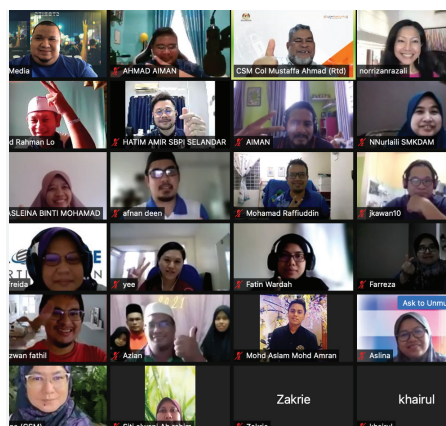 Media
AHMAD AIMAN
CSM Col Mustaffa Ahmad (Rtd)
norrizanrazali
d Rahman Lo
HATIM AMIR SBPI SELANDAR
AIMAN
NNurlaili SMKDAM
ASLEINA BINTI MOHAMAD
afnan deen
Mohamad Raffiuddin
jkawan10
freida
yee
Fatin Wardah
Farreza
Ask to Unmu
zwan fathil
Azlan
Mohd Aslam Mohd Amran
Aslina
Zakrie
khairul
Zakrie
khairul